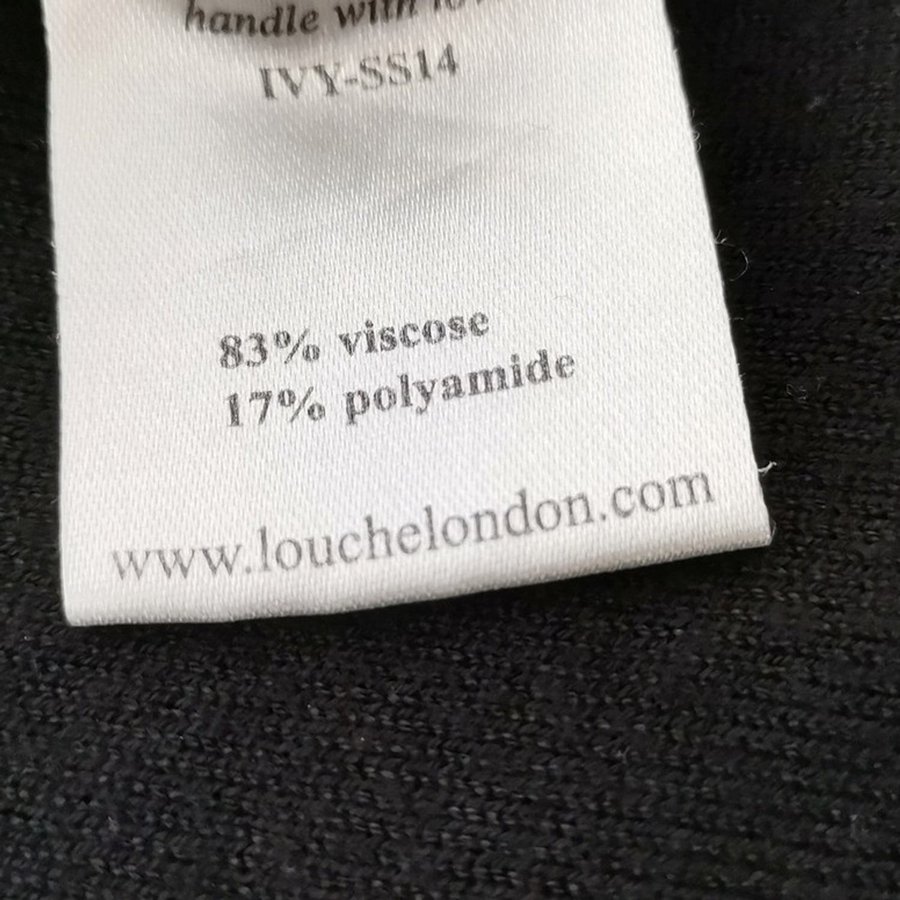 handle with
IVY-SS14
83% viscose
17% polyamide
www.louchelondon.com